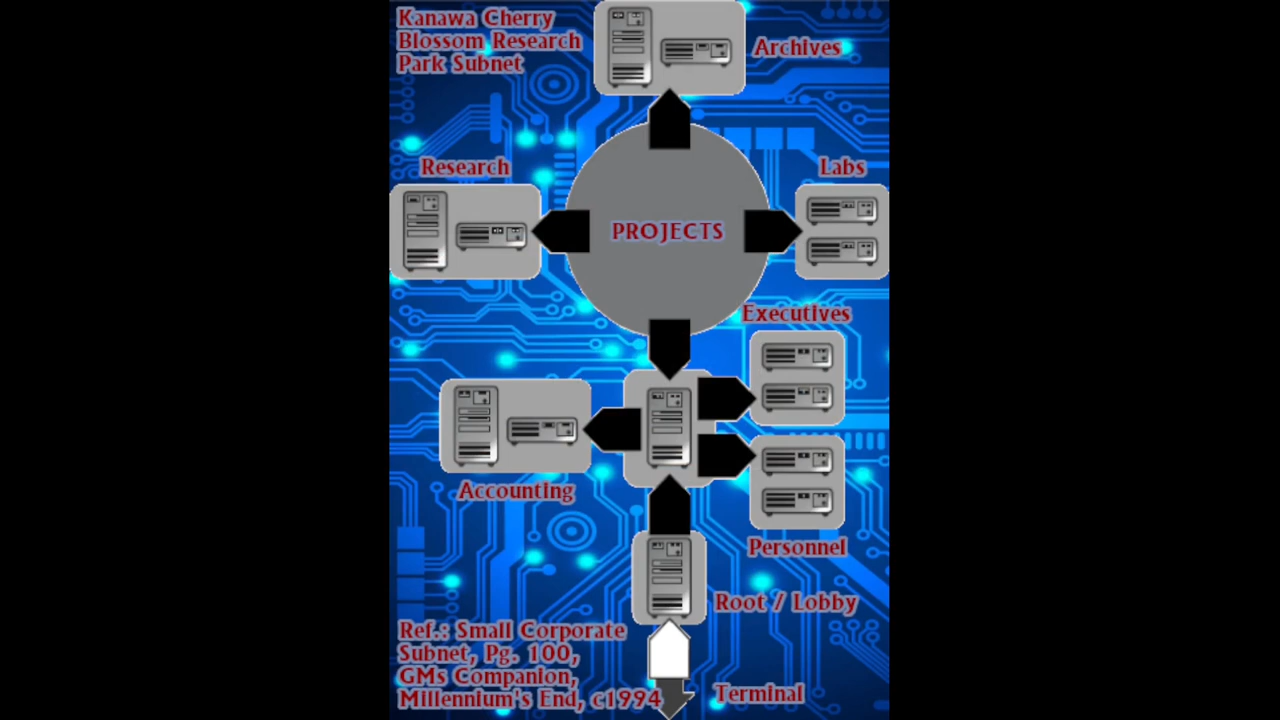 Kanawa Cherry
Blossom Research
Park Subnet
Archives
Research
Labs
PROJECTS
Executives
Accounting
Personnel
Root / Lobby
Ref.: Small Corporate
Subnet, Pg. 100,
GMs Companion,
Millennium's End, c1994
Terminal